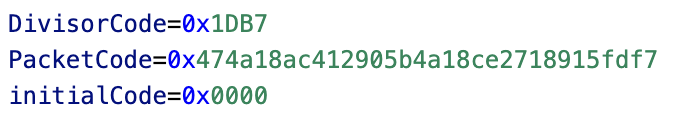 DivisorCode=0x1DB7
PacketCode=0x474a18ac412905b4a18ce2718915fdf7
initialCode=0x0000